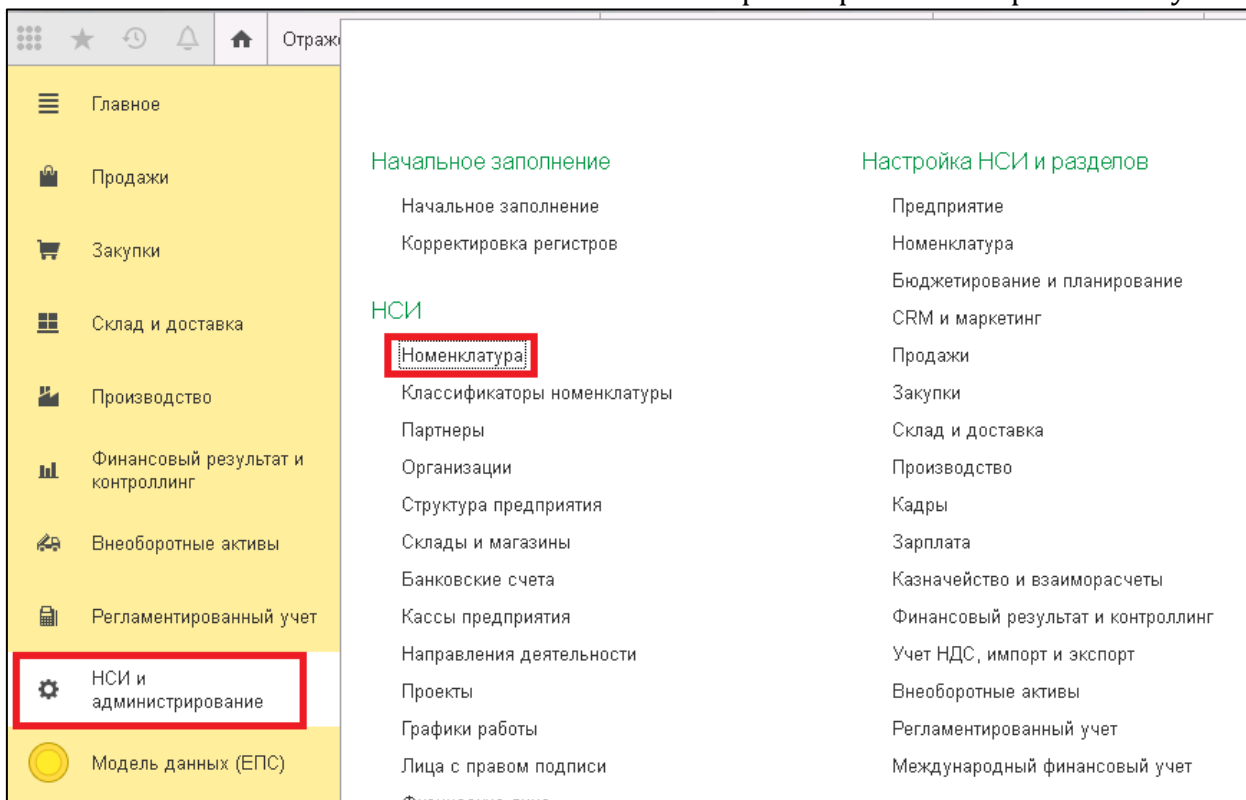 Отраж
Главное
Продажи
Закупки
Склад и доставка
Производство
Финансовый результат и
контроллинг
Внеоборотные активы
Регламентированный учет
НСИ и
администрирование
Модель данных (ЕПС)
Начальное заполнение
Начальное заполнение
Корректировка регистров
НСИ
Номенклатура
Классификаторы номенклатуры
Партнеры
Организации
Структура предприятия
Склады и магазины
Банковские счета
Кассы предприятия
Направления деятельности
Проекты
Графики работы
Лица с правом подписи
Настройка НСИ и разделов
Предприятие
Номенклатура
Бюджетирование и планирование
CRM и маркетинг
Продажи
Закупки
Склад и доставка
Производство
Кадры
Зарплата
Казначейство и взаиморасчеты
Финансовый результат и контроллинг
Учет НДС, импорт и экспорт
Внеоборотные активы
Регламентированный учет
Международный финансовый учет